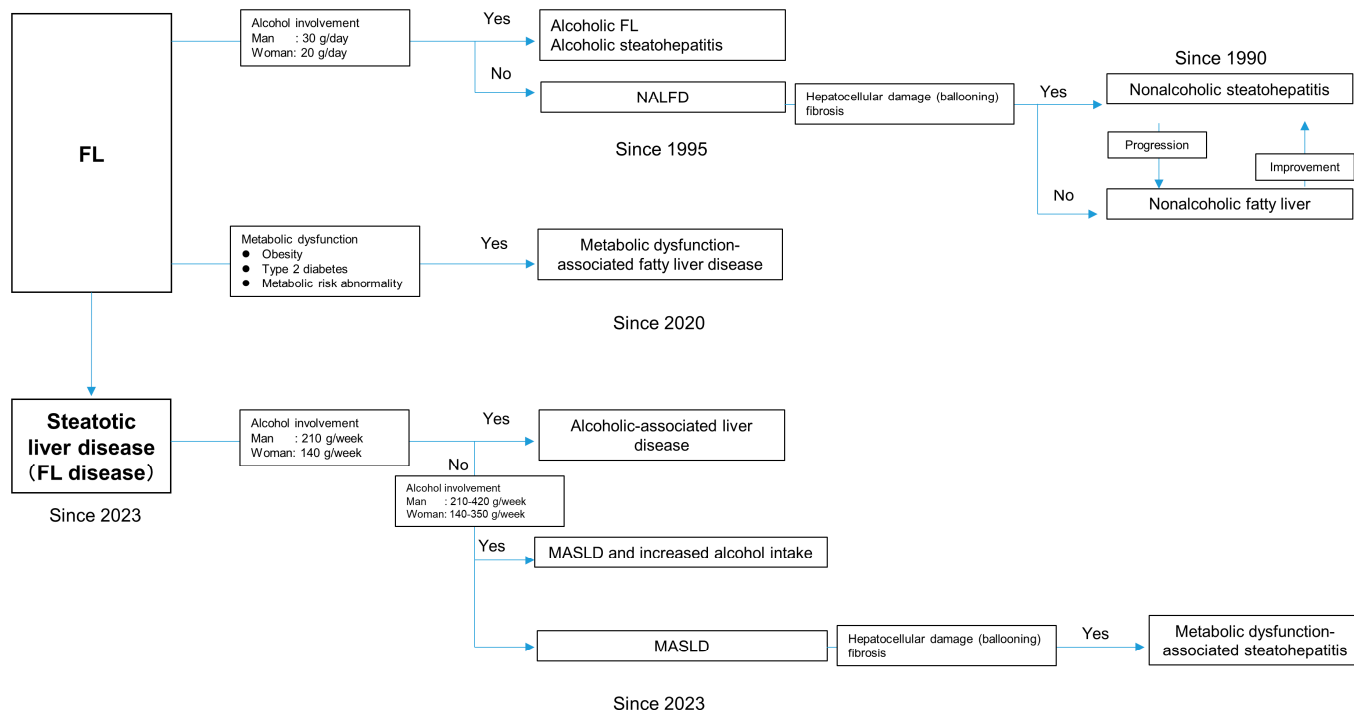 FL
Alcohol involvement
Man : 30 g/day
Woman: 20 g/day
Yes
Alcoholic FL
Alcoholic steatohepatitis
No
NALFD
Since 1995
Hepatocellular damage (ballooning)
fibrosis
Yes
Since 1990
Nonalcoholic steatohepatitis
Progression
Improvement
No
Nonalcoholic fatty liver
Metabolic dysfunction
● Obesity
● Type 2 diabetes
● Metabolic risk abnormality
Yes
Metabolic dysfunction-
associated fatty liver disease
Since 2020
Steatotic
liver disease
（FL disease）
Since 2023
Alcohol involvement
Man : 210 g/week
Woman: 140 g/week
Yes
Alcoholic-associated liver
disease
No
Alcohol involvement
Man : 210-420 g/week
Woman: 140-350 g/week
Yes
MASLD and increased alcohol intake
MASLD
Hepatocellular damage (ballooning)
fibrosis
Yes
Metabolic dysfunction-
associated steatohepatitis
Since 2023